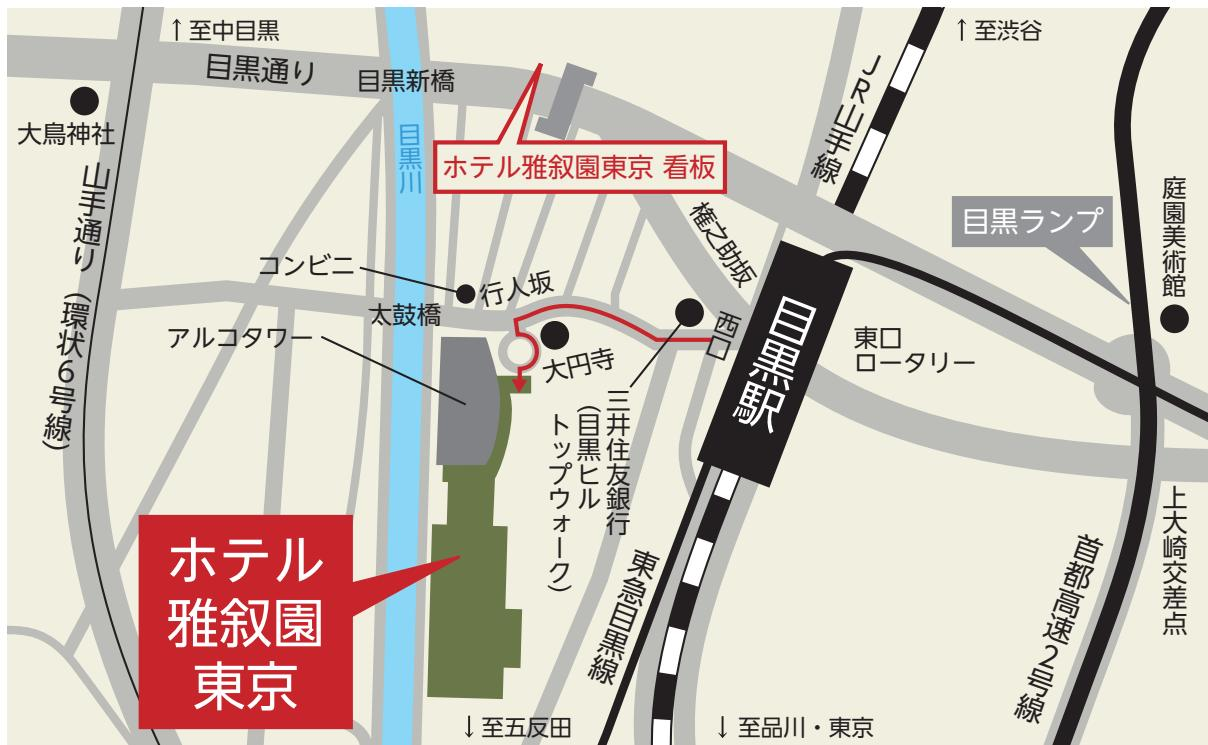 ↑至中目黒
↑至渋谷
目黒通り
目黒新橋
JR山手線
大鳥神社
目黒川
ホテル雅叙園東京 看板
山手通り(環状6号線)
権之助坂
庭園美術館
目黒ランプ
コンビニ
行人坂
太鼓橋
アルコタワー
西口
目黒駅
東口
ロータリー
大円寺
三井住友銀行
(目黒ヒル
トップウォーク)
ホテル
雅叙園
東京
東急目黒線
首都高速2号線
上大崎交差点
↓至五反田
↓至品川・東京